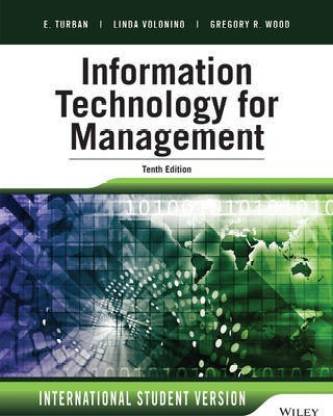 E. TURBAN | LINDA VOLONINO | GREGORY R. WOOD
Information
Technology for
Management
Tenth Edition
INTERNATIONAL STUDENT VERSION
WILEY